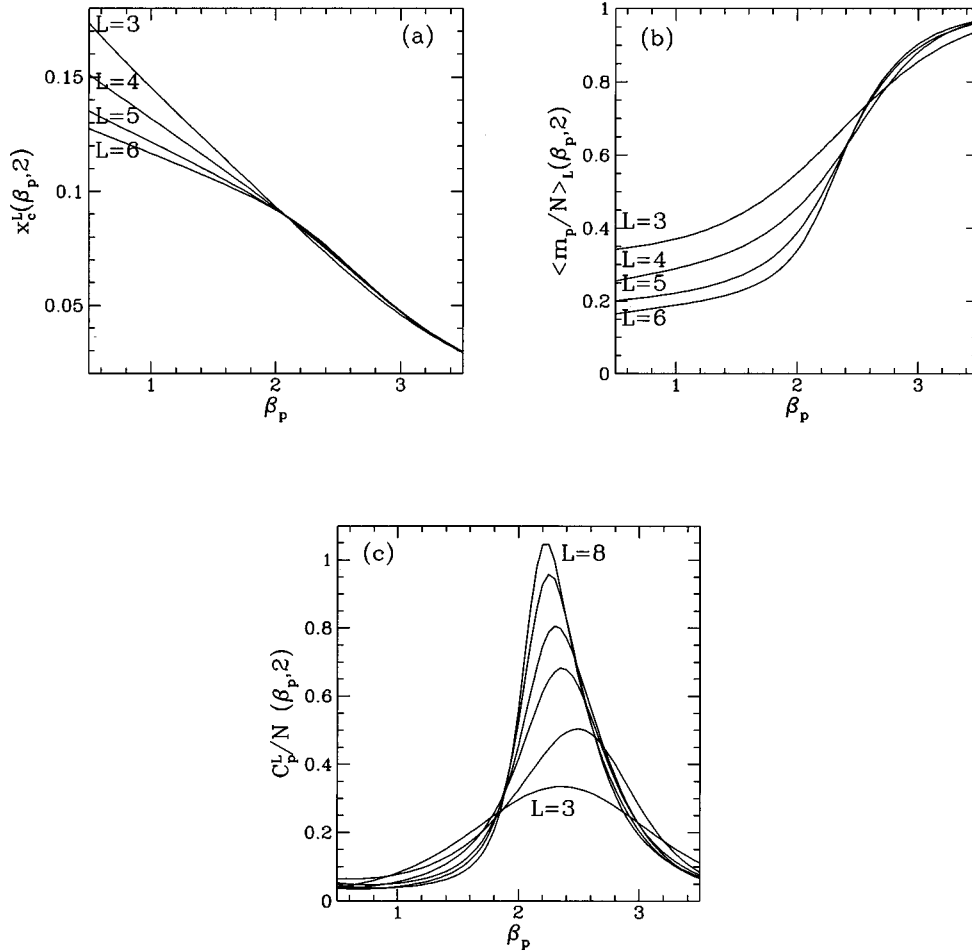 (a)
L=3
L=4
L=5
L=6
0.15
0.1
0.05
x_c^L(β_p,2)
1
2
3
β_p
(b)
1
0.8
0.6
0.4
0.2
0
<m_p/N>_L(β_p,2)
L=3
L=4
L=5
L=6
1
2
3
β_p
(c)
L=8
L=3
1
0.8
0.6
0.4
0.2
0
C_p^L/N (β_p,2)
1
2
3
β_p